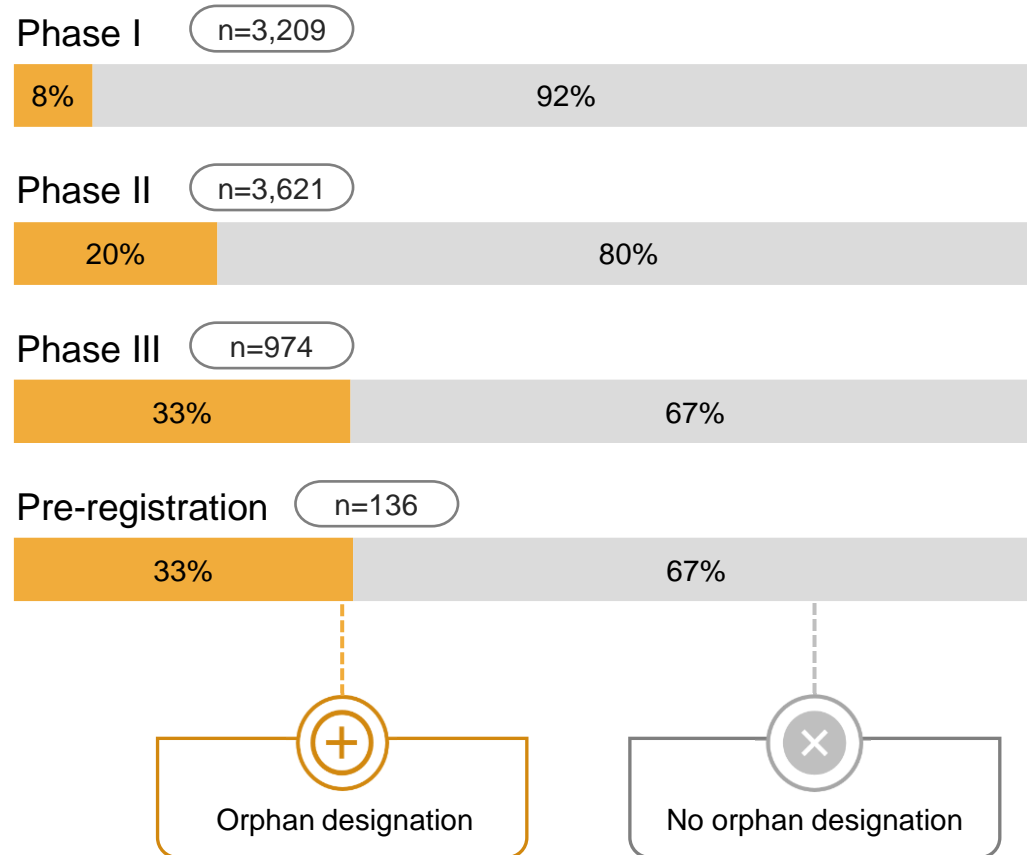 Phase I n=3,209
8% 92%
Phase II n=3,621
20% 80%
Phase III n=974
33% 67%
Pre-registration n=136
33% 67%
Orphan designation No orphan designation